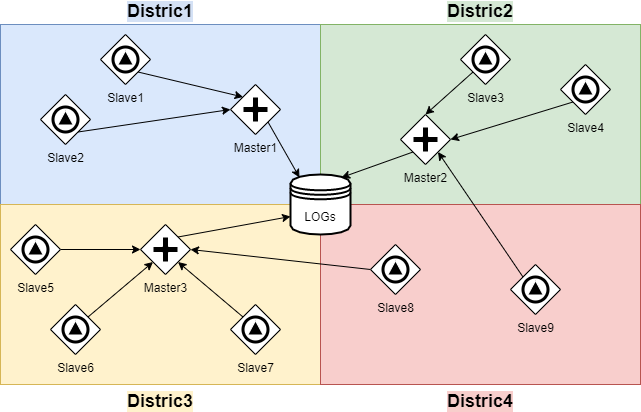 Distric1
Distric2
Slave1
Slave2
Master1
Slave3
Slave4
Master2
LOGs
Slave5
Master3
Slave6
Slave7
Slave8
Slave9
Distric3
Distric4